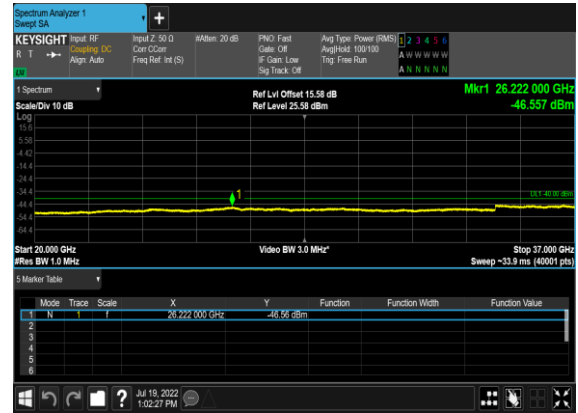 Spectrum Analyzer 1
Swept SA
+
KEYSIGHT Input: RF Input Z: 50 Ω #Atten: 20 dB PNO: Fast Avg Type: Power (RMS) 1 2 3 4 5 6
R T Coupling: DC Corr CCorr Gate: Off Avg|Hold: 100/100 A W W W W W
Align: Auto Freq Ref: Int (S) IF Gain: Low Trig: Free Run
Sig Track: Off A N N N N N
LXI
1 Spectrum Ref Lvl Offset 15.58 dB Mkr1 26.222 000 GHz
Scale/Div 10 dB Ref Level 25.58 dBm -46.557 dBm
Log
15.6
5.58
-4.42
-14.4
-24.4
-34.4
1
DL1 -40.00 dBm
-44.4
-54.4
-64.4
Start 20.000 GHz Video BW 3.0 MHz* Stop 37.000 GHz
#Res BW 1.0 MHz Sweep ~33.9 ms (40001 pts)
5 Marker Table
Mode Trace Scale X Y Function Function Width Function Value
1 N 1 f 26.222 000 GHz -46.56 dBm
2
3
4
5
6
? Jul 19, 2022
1:02:27 PM